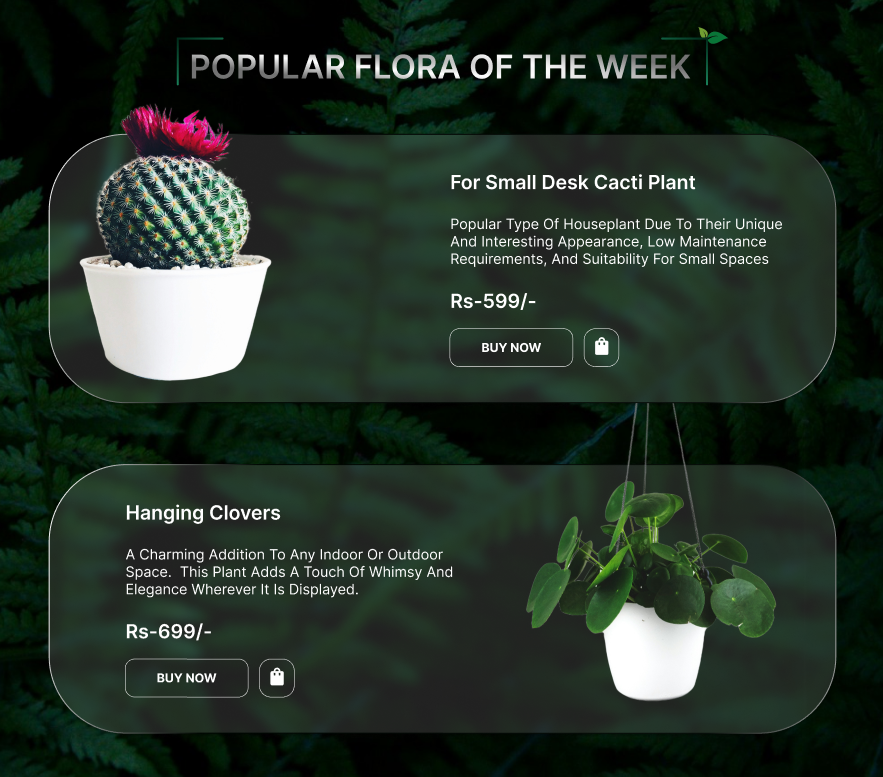 POPULAR FLORA OF THE WEEK
For Small Desk Cacti Plant
Popular Type Of Houseplant Due To Their Unique
And Interesting Appearance, Low Maintenance
Requirements, And Suitability For Small Spaces
Rs-599/-
BUY NOW
Hanging Clovers
A Charming Addition To Any Indoor Or Outdoor
Space.  This Plant Adds A Touch Of Whimsy And
Elegance Wherever It Is Displayed.
Rs-699/-
BUY NOW